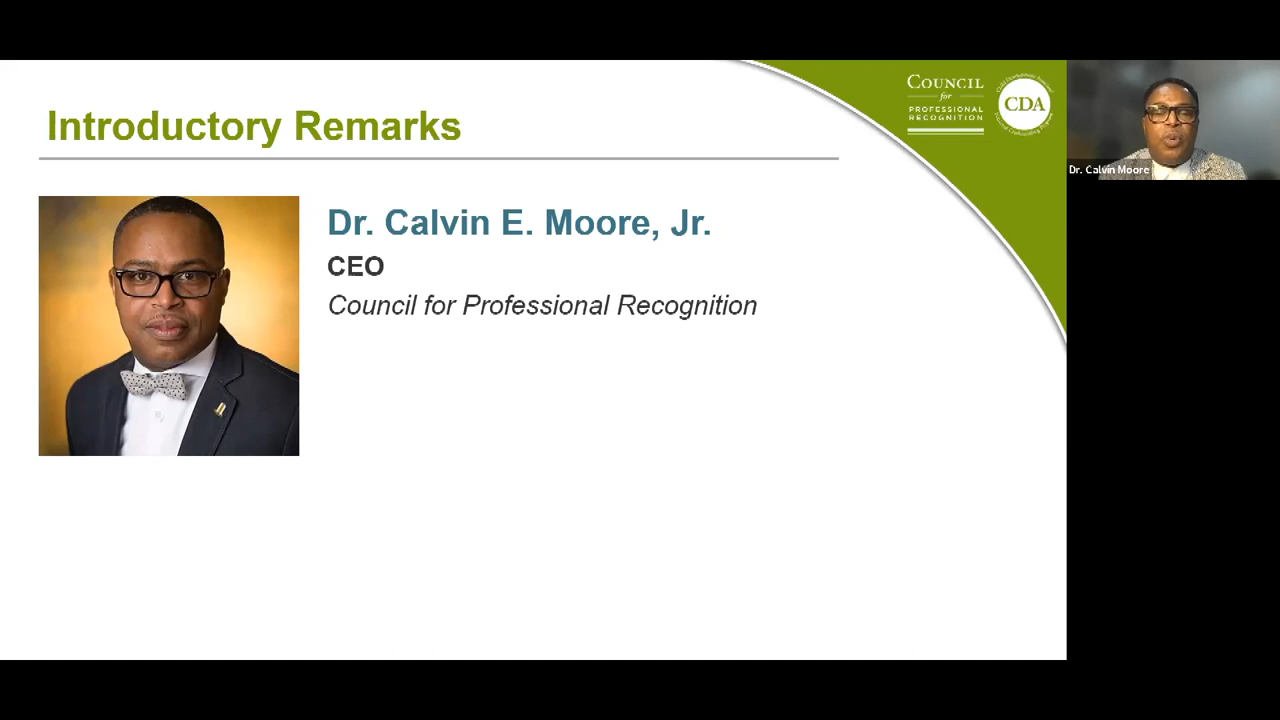 Introductory Remarks
COUNCIL
for
PROFESSIONAL
RECOGNITION
CDA
Dr. Calvin Moore
Dr. Calvin E. Moore, Jr.
CEO
Council for Professional Recognition